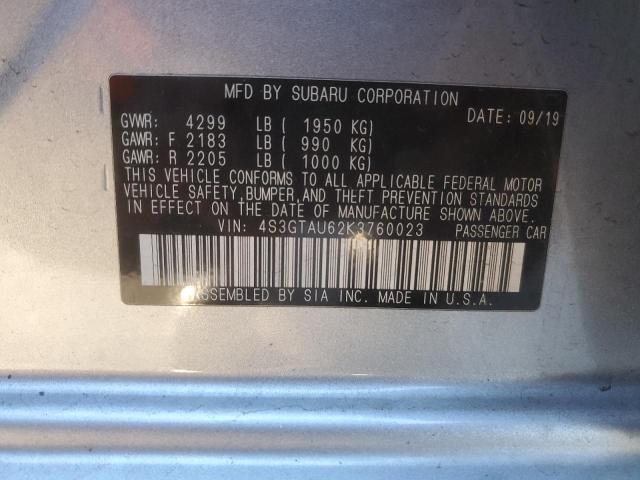 MFD BY SUBARU CORPORATION
DATE: 09/19
GVWR: 4299 LB ( 1950 KG)
GAWR: F 2183 LB ( 990 KG)
GAWR: R 2205 LB ( 1000 KG)
THIS VEHICLE CONFORMS TO ALL APPLICABLE FEDERAL MOTOR
VEHICLE SAFETY,BUMPER,AND THEFT PREVENTION STANDARDS
IN EFFECT ON THE DATE OF MANUFACTURE SHOWN ABOVE.
VIN: 4S3GTAU62K3760023 PASSENGER CAR
ASSEMBLED BY SIA INC. MADE IN U.S.A.